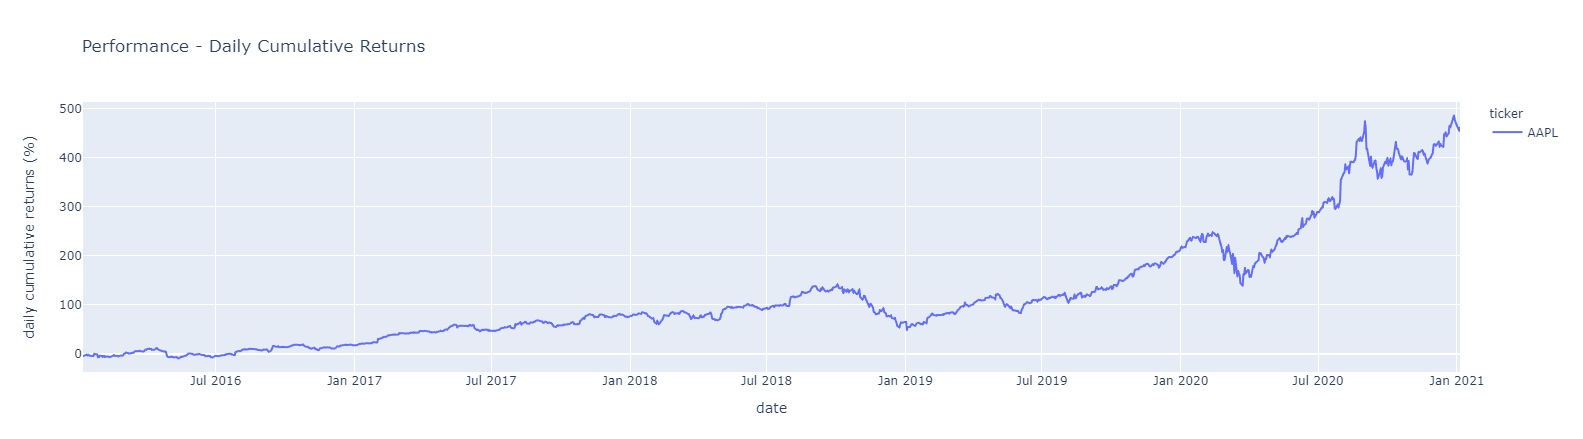 Performance - Daily Cumulative Returns
ticker
AAPL
daily cumulative returns (%)
500
400
300
200
100
0
Jul 2016
Jan 2017
Jul 2017
Jan 2018
Jul 2018
Jan 2019
Jul 2019
Jan 2020
Jul 2020
Jan 2021
date